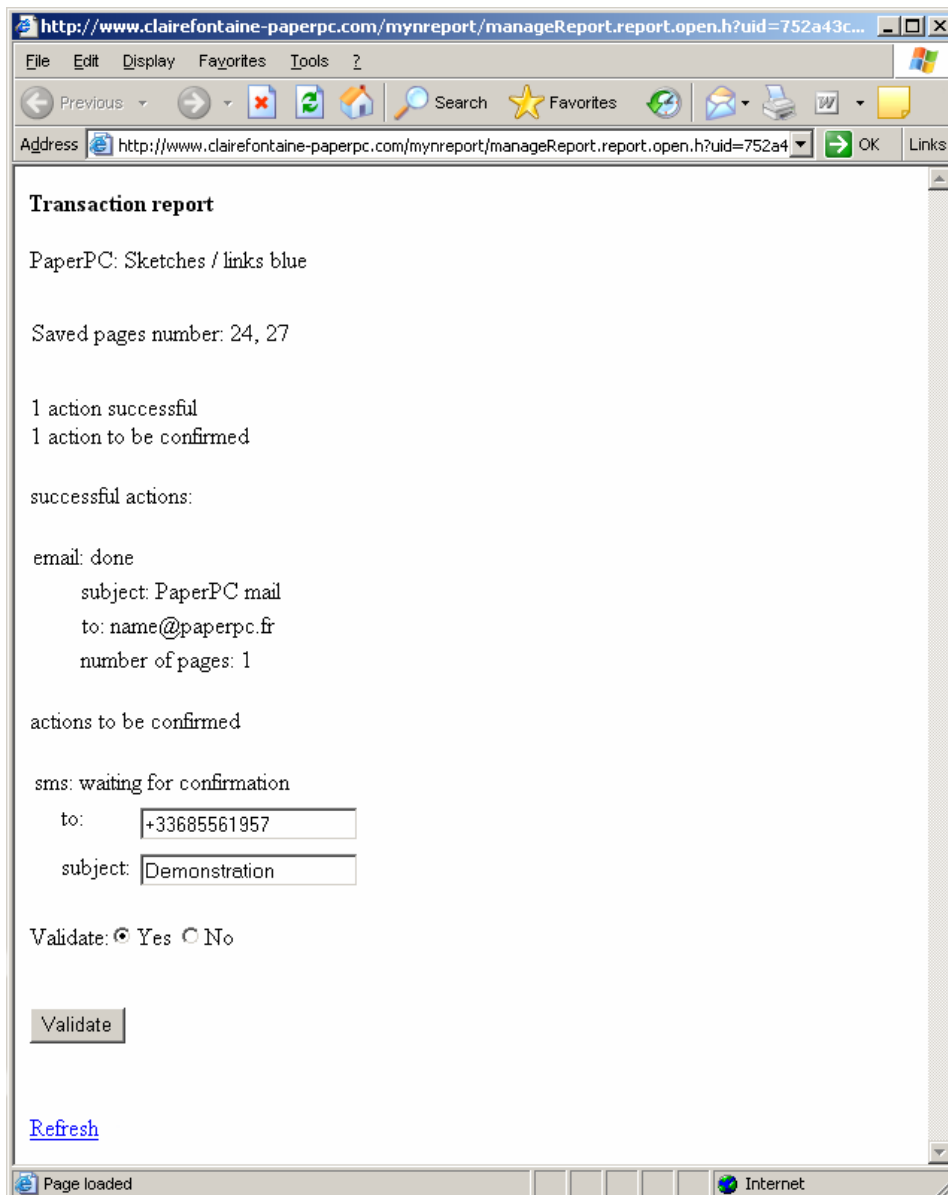 http://www.clairefontaine-paperpc.com/mynreport/manageReport.report.open.h?uid=752a43c...
File Edit Display Favorites Tools ?
Previous Search Favorites
Address http://www.clairefontaine-paperpc.com/mynreport/manageReport.report.open.h?uid=752a4 OK Links
Transaction report
PaperPC: Sketches / links blue
Saved pages number: 24, 27
1 action successful
1 action to be confirmed
successful actions:
email: done
subject: PaperPC mail
to: name@paperpc.fr
number of pages: 1
actions to be confirmed
sms: waiting for confirmation
to: +33685561957
subject: Demonstration
Validate: Yes No
Validate
Refresh
Page loaded Internet